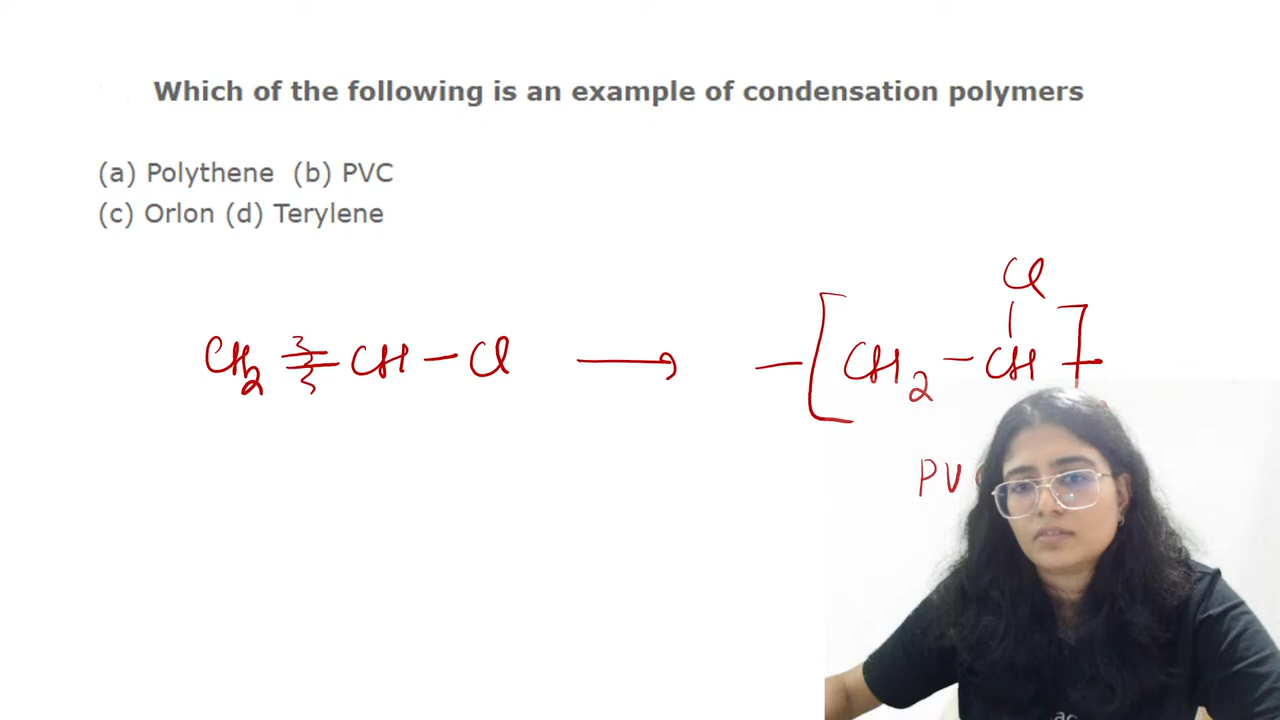 Which of the following is an example of condensation polymers
(a) Polythene (b) PVC
(c) Orlon (d) Terylene
Cl
CH2 = CH - Cl ⟶ -[CH2 - CH]-